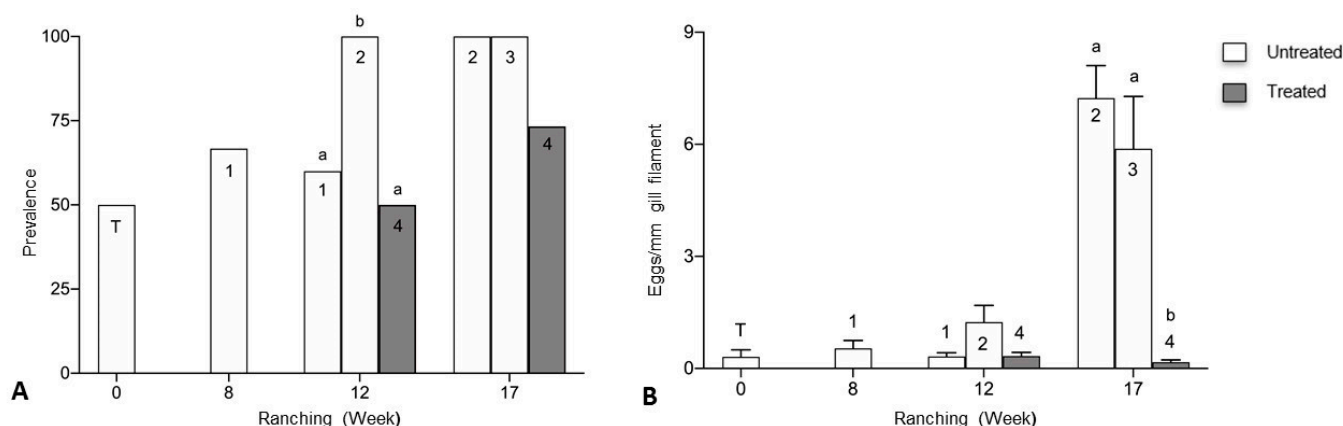 100
75
50
25
0
Prevalence
T
1
a
1
b
2
a
4
2
3
4
0
8
12
17
Ranching (Week)
A
9
6
3
0
Eggs/mm gill filament
T
1
1
2
4
a
2
a
3
b
4
0
8
12
17
Ranching (Week)
B
Untreated
Treated